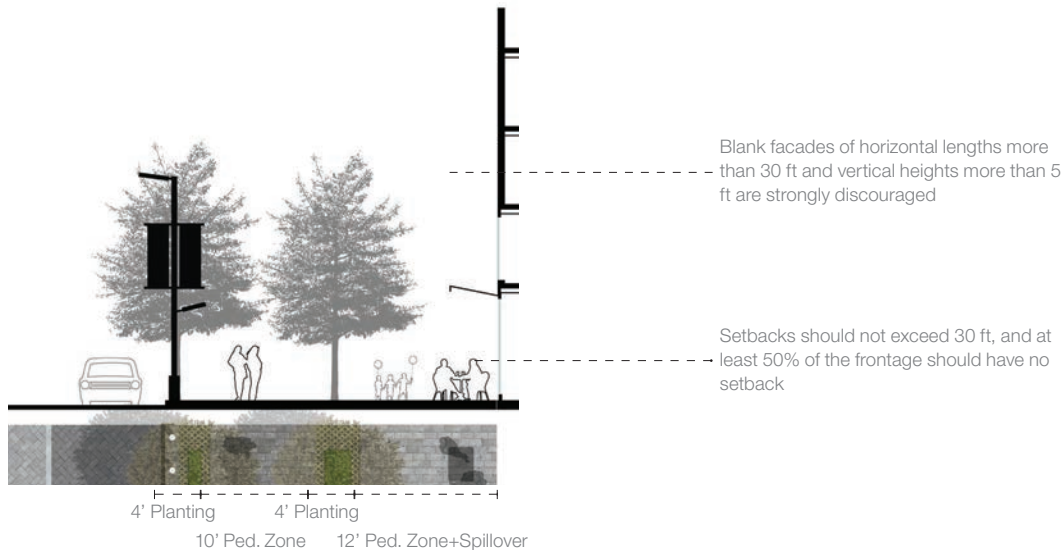 Blank facades of horizontal lengths more
than 30 ft and vertical heights more than 5
ft are strongly discouraged
Setbacks should not exceed 30 ft, and at
least 50% of the frontage should have no
setback
4’ Planting
4’ Planting
10’ Ped. Zone
12’ Ped. Zone+Spillover